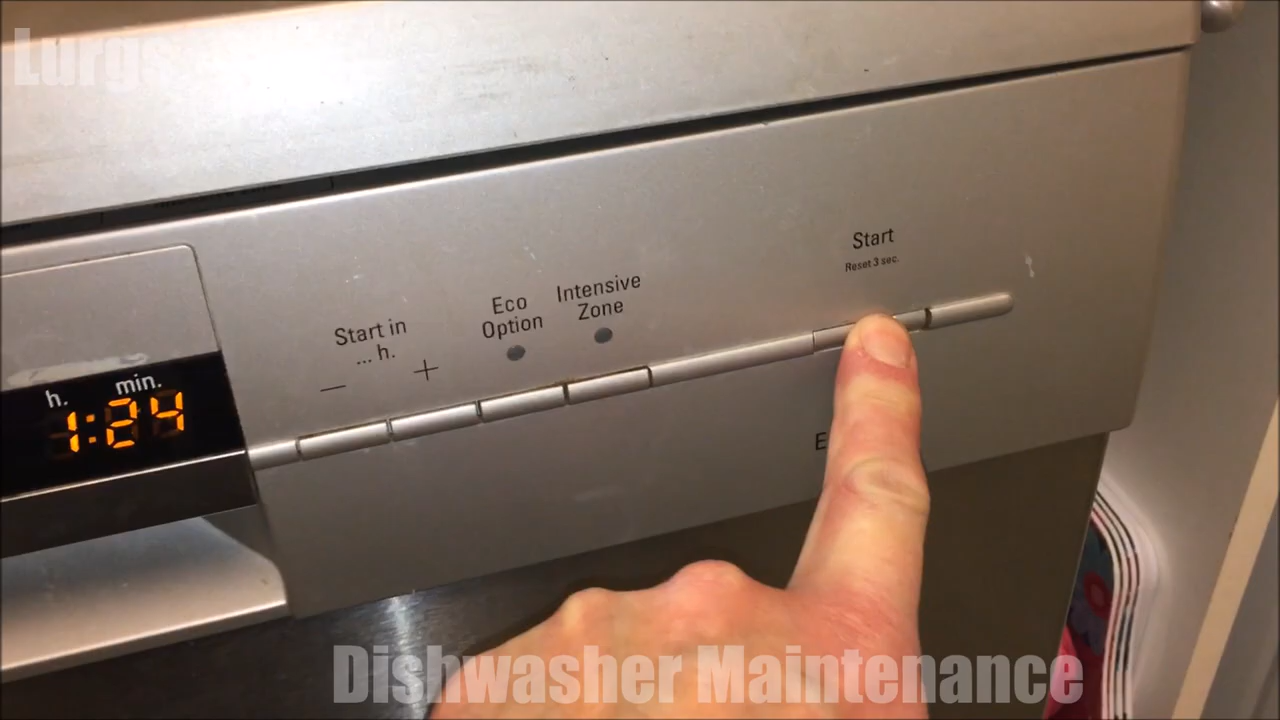 Lurgs
Start
Reset 3 sec.
Intensive
Zone
Eco
Option
Start in
... h.
− +
h. min.
1:24
E
Dishwasher Maintenance